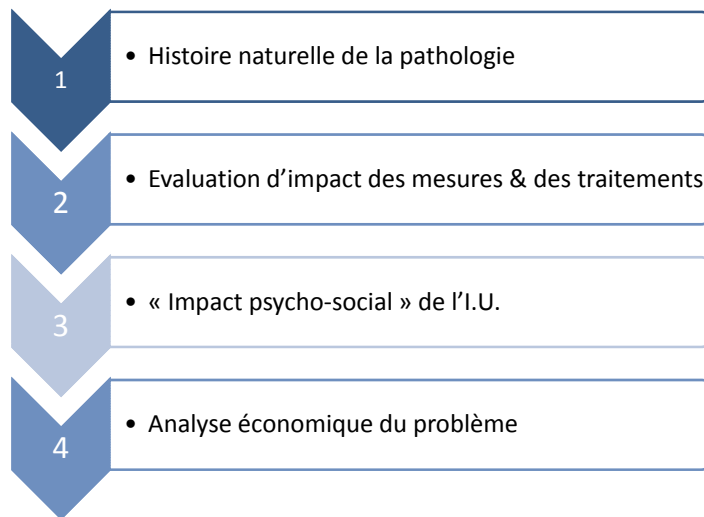 1
• Histoire naturelle de la pathologie
2
• Evaluation d’impact des mesures & des traitements
3
• « Impact psycho-social » de l’I.U.
4
• Analyse économique du problème